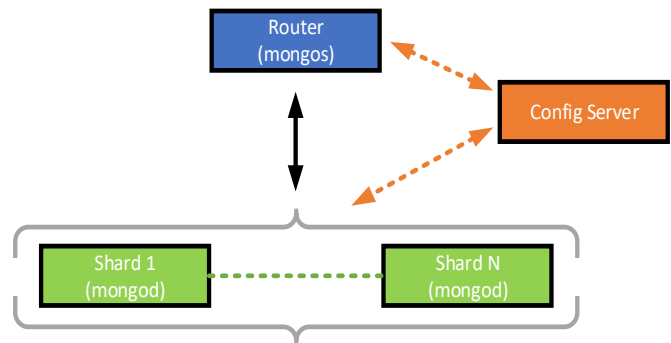 Router
(mongos)
Config Server
Shard 1
(mongod)
Shard N
(mongod)